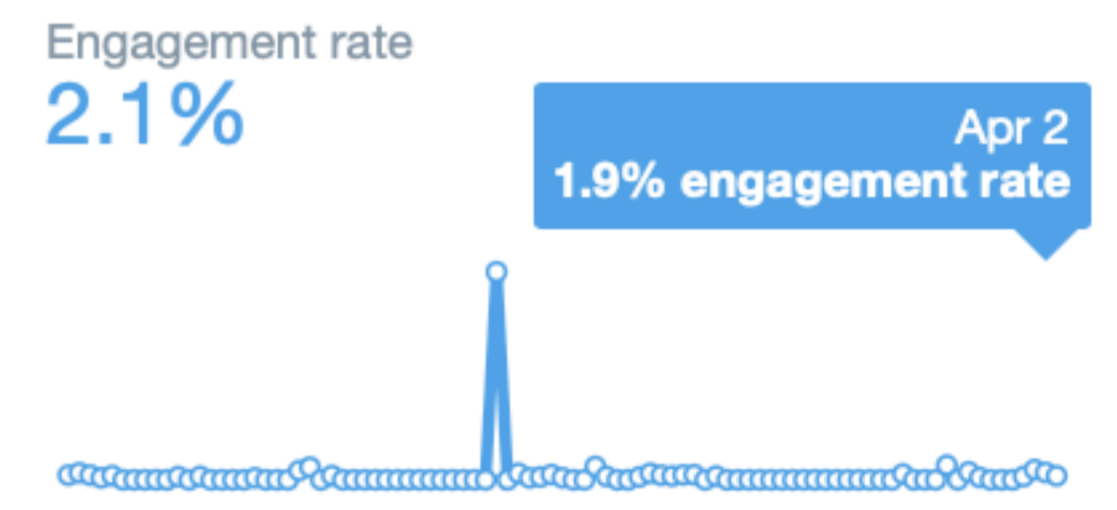 Engagement rate
2.1%
Apr 2
1.9% engagement rate